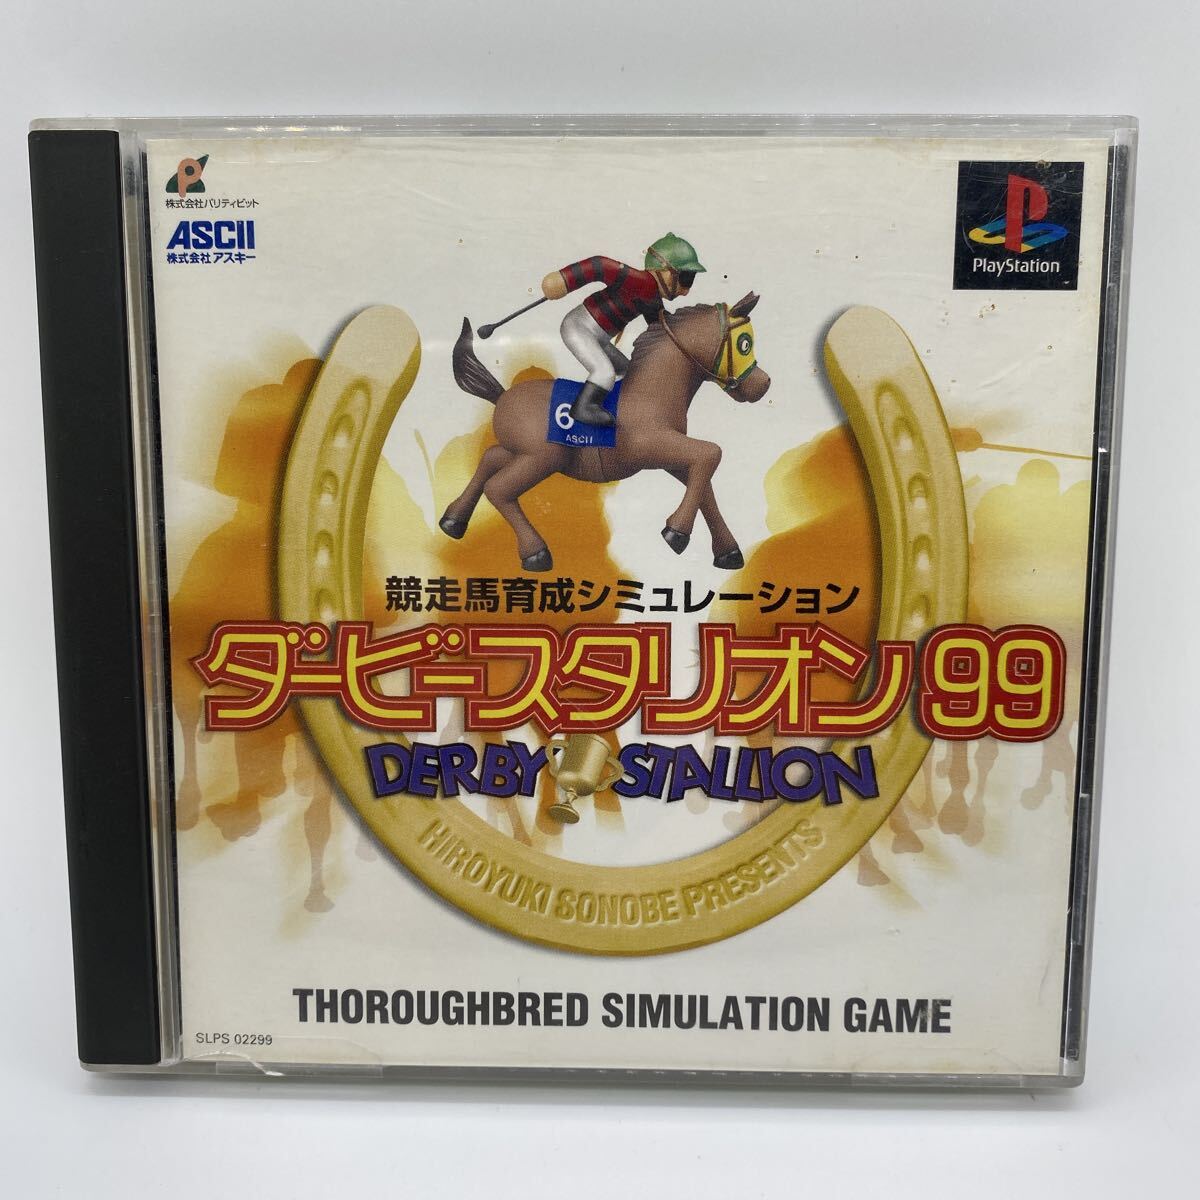 株式会社パリティビット
ASCII
株式会社アスキー
PlayStation
6
ASCII
競走馬育成シミュレーション
ダービースタリオン99
DERBY STALLION
HIROYUKI SONOBE PRESENTS
THOROUGHBRED SIMULATION GAME
SLPS 02299